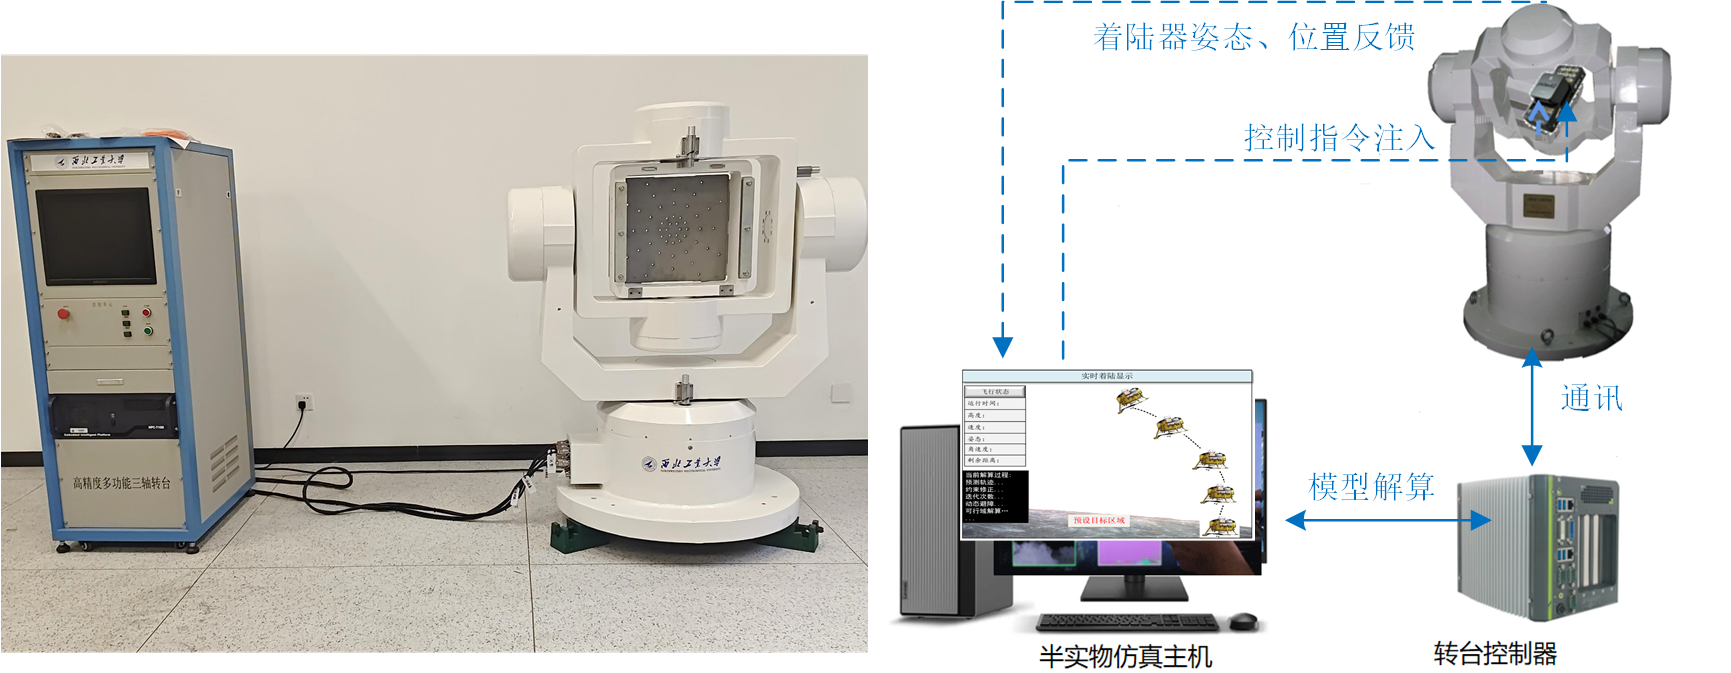 西北工业大学
高精度多功能三轴转台
西北工业大学
着陆器姿态、位置反馈
控制指令注入
通讯
模型解算
实时着陆显示
飞行状态
运行时间：
高度：
速度：
姿态：
角速度：
剩余距离：
当前解算过程：
预测轨迹...
约束修正...
迭代次数...
动态避障...
可行域解算...
...
预设目标区域
半实物仿真主机
转台控制器